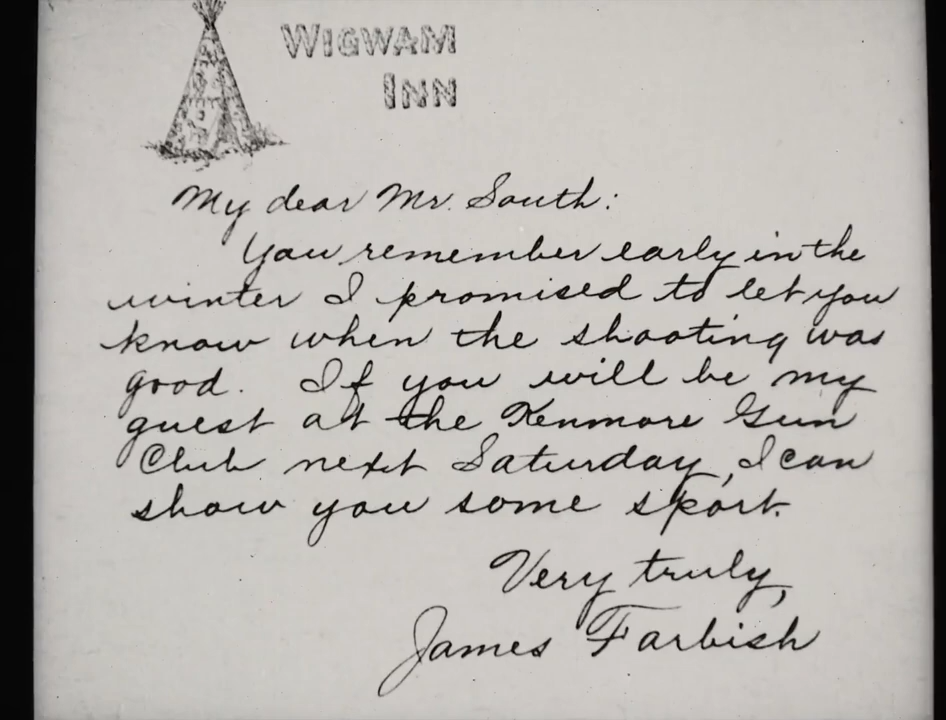 WIGWAM
INN
My dear Mr. South:
You remember early in the
winter I promised to let you
know when the shooting was
good. If you will be my
guest at the Kenmore Gun
Club next Saturday, I can
show you some sport.
Very truly,
James Farbish